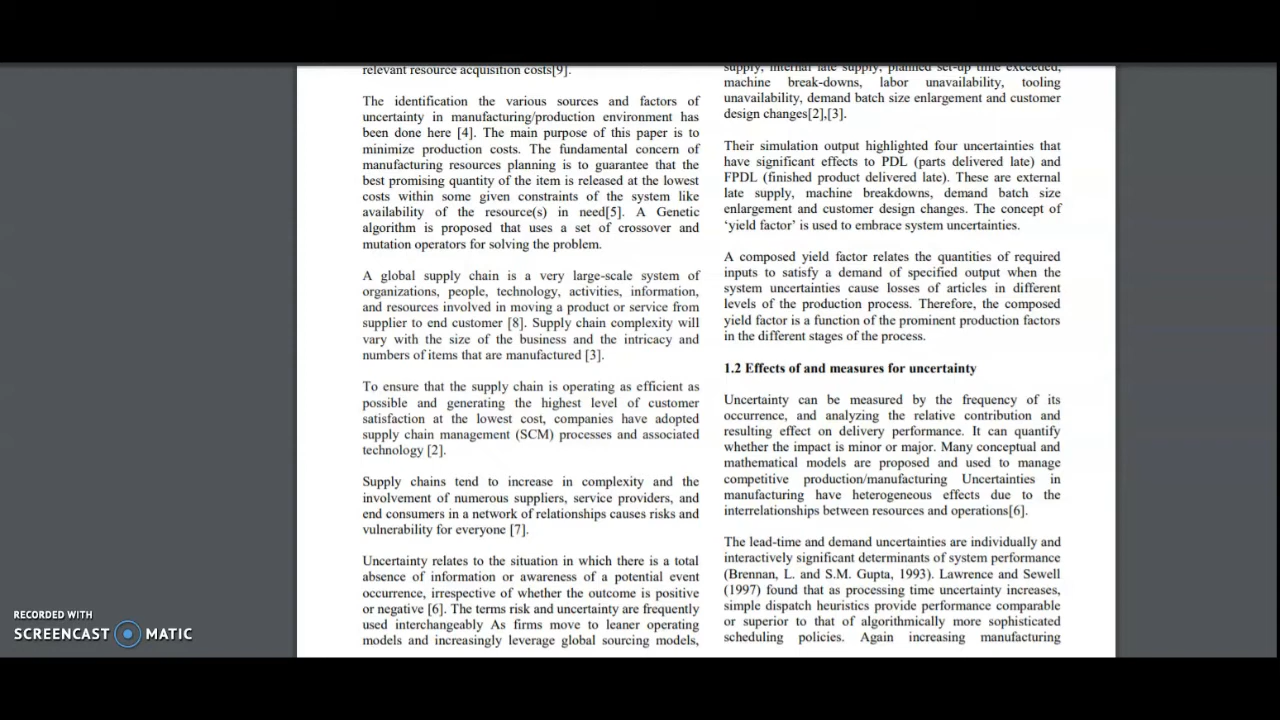 relevant resource acquisition costs[9].
The identification the various sources and factors of
uncertainty in manufacturing/production environment has
been done here [4]. The main purpose of this paper is to
minimize production costs. The fundamental concern of
manufacturing resources planning is to guarantee that the
best promising quantity of the item is released at the lowest
costs within some given constraints of the system like
availability of the resource(s) in need[5]. A Genetic
algorithm is proposed that uses a set of crossover and
mutation operators for solving the problem.
A global supply chain is a very large-scale system of
organizations, people, technology, activities, information,
and resources involved in moving a product or service from
supplier to end customer [8]. Supply chain complexity will
vary with the size of the business and the intricacy and
numbers of items that are manufactured [3].
To ensure that the supply chain is operating as efficient as
possible and generating the highest level of customer
satisfaction at the lowest cost, companies have adopted
supply chain management (SCM) processes and associated
technology [2].
Supply chains tend to increase in complexity and the
involvement of numerous suppliers, service providers, and
end consumers in a network of relationships causes risks and
vulnerability for everyone [7].
Uncertainty relates to the situation in which there is a total
absence of information or awareness of a potential event
occurrence, irrespective of whether the outcome is positive
or negative [6]. The terms risk and uncertainty are frequently
used interchangeably As firms move to leaner operating
models and increasingly leverage global sourcing models,
supply, internal late supply, planned set-up time exceeded,
machine break-downs, labor unavailability, tooling
unavailability, demand batch size enlargement and customer
design changes[2],[3].
Their simulation output highlighted four uncertainties that
have significant effects to PDL (parts delivered late) and
FPDL (finished product delivered late). These are external
late supply, machine breakdowns, demand batch size
enlargement and customer design changes. The concept of
‘yield factor’ is used to embrace system uncertainties.
A composed yield factor relates the quantities of required
inputs to satisfy a demand of specified output when the
system uncertainties cause losses of articles in different
levels of the production process. Therefore, the composed
yield factor is a function of the prominent production factors
in the different stages of the process.
1.2 Effects of and measures for uncertainty
Uncertainty can be measured by the frequency of its
occurrence, and analyzing the relative contribution and
resulting effect on delivery performance. It can quantify
whether the impact is minor or major. Many conceptual and
mathematical models are proposed and used to manage
competitive production/manufacturing Uncertainties in
manufacturing have heterogeneous effects due to the
interrelationships between resources and operations[6].
The lead-time and demand uncertainties are individually and
interactively significant determinants of system performance
(Brennan, L. and S.M. Gupta, 1993). Lawrence and Sewell
(1997) found that as processing time uncertainty increases,
simple dispatch heuristics provide performance comparable
or superior to that of algorithmically more sophisticated
scheduling policies. Again increasing manufacturing
RECORDED WITH
SCREENCAST MATIC